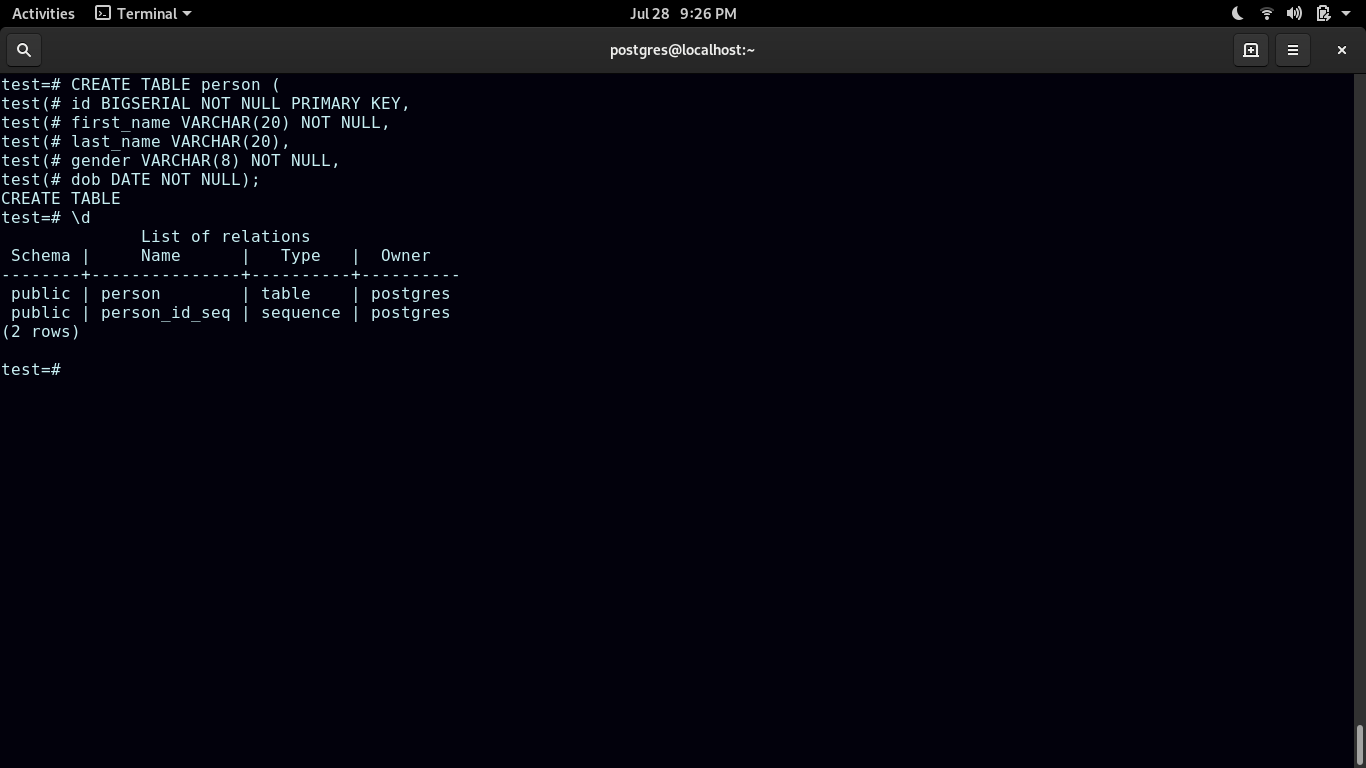 Activities Terminal Jul 28 9:26 PM
postgres@localhost:~
test=# CREATE TABLE person (
test(# id BIGSERIAL NOT NULL PRIMARY KEY,
test(# first_name VARCHAR(20) NOT NULL,
test(# last_name VARCHAR(20),
test(# gender VARCHAR(8) NOT NULL,
test(# dob DATE NOT NULL);
CREATE TABLE
test=# \d
              List of relations
 Schema |     Name      |   Type   |  Owner
--------+---------------+----------+----------
 public | person        | table    | postgres
 public | person_id_seq | sequence | postgres
(2 rows)
test=#